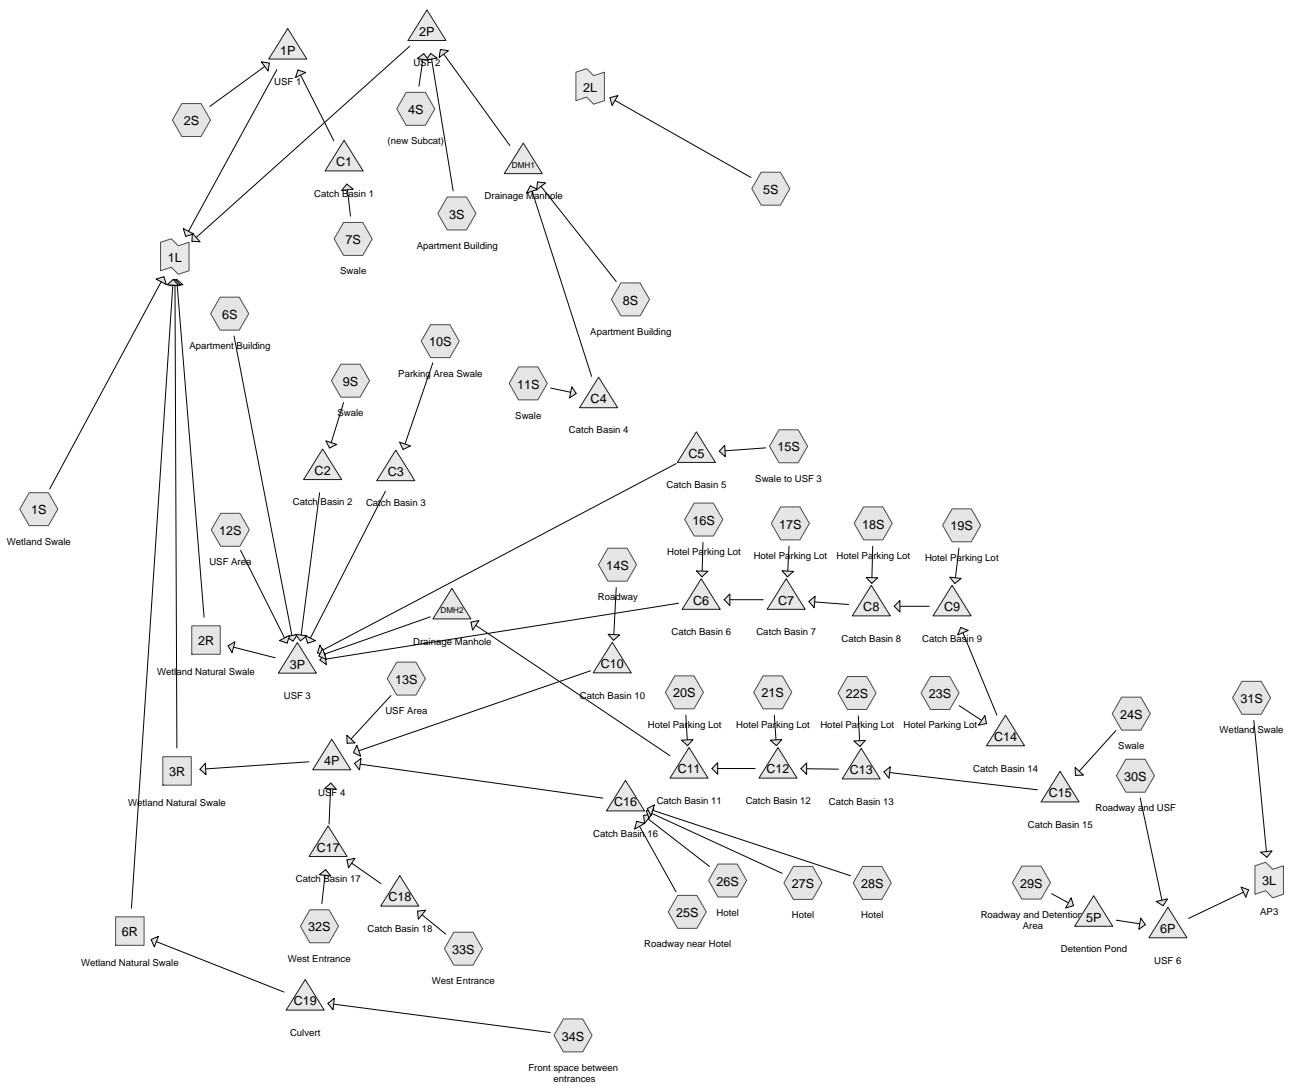 2P
1P
USF 2
USF 1
2L
4S
2S
(new Subcat)
C1
DMH1
Catch Basin 1
Drainage Manhole
5S
3S
7S
Apartment Building
1L
Swale
8S
6S
Apartment Building
Apartment Building
10S
Parking Area Swale
9S
11S
Swale
Swale
C4
Catch Basin 4
C5
15S
C2
C3
Catch Basin 5
Swale to USF 3
Catch Basin 2
Catch Basin 3
1S
Wetland Swale
16S
17S
18S
19S
12S
Hotel Parking Lot
Hotel Parking Lot
Hotel Parking Lot
Hotel Parking Lot
USF Area
14S
Roadway
C6
C7
C8
C9
DMH2
Catch Basin 6
Catch Basin 7
Catch Basin 8
Catch Basin 9
Drainage Manhole
2R
Wetland Natural Swale
3P
USF 3
C10
Catch Basin 10
13S
USF Area
20S
21S
22S
23S
31S
Hotel Parking Lot
Hotel Parking Lot
Hotel Parking Lot
Hotel Parking Lot
24S
Wetland Swale
Swale
C14
Catch Basin 14
4P
USF 4
3R
Wetland Natural Swale
C11
C12
C13
Catch Basin 11
Catch Basin 12
Catch Basin 13
30S
Roadway and USF
C15
Catch Basin 15
C16
Catch Basin 16
C17
Catch Basin 17
C18
Catch Basin 18
26S
27S
28S
29S
3L
Hotel
Hotel
Hotel
AP3
25S
Roadway near Hotel
Roadway and Detention
Area
5P
Detention Pond
6P
USF 6
6R
Wetland Natural Swale
32S
West Entrance
33S
West Entrance
C19
Culvert
34S
Front space between
entrances